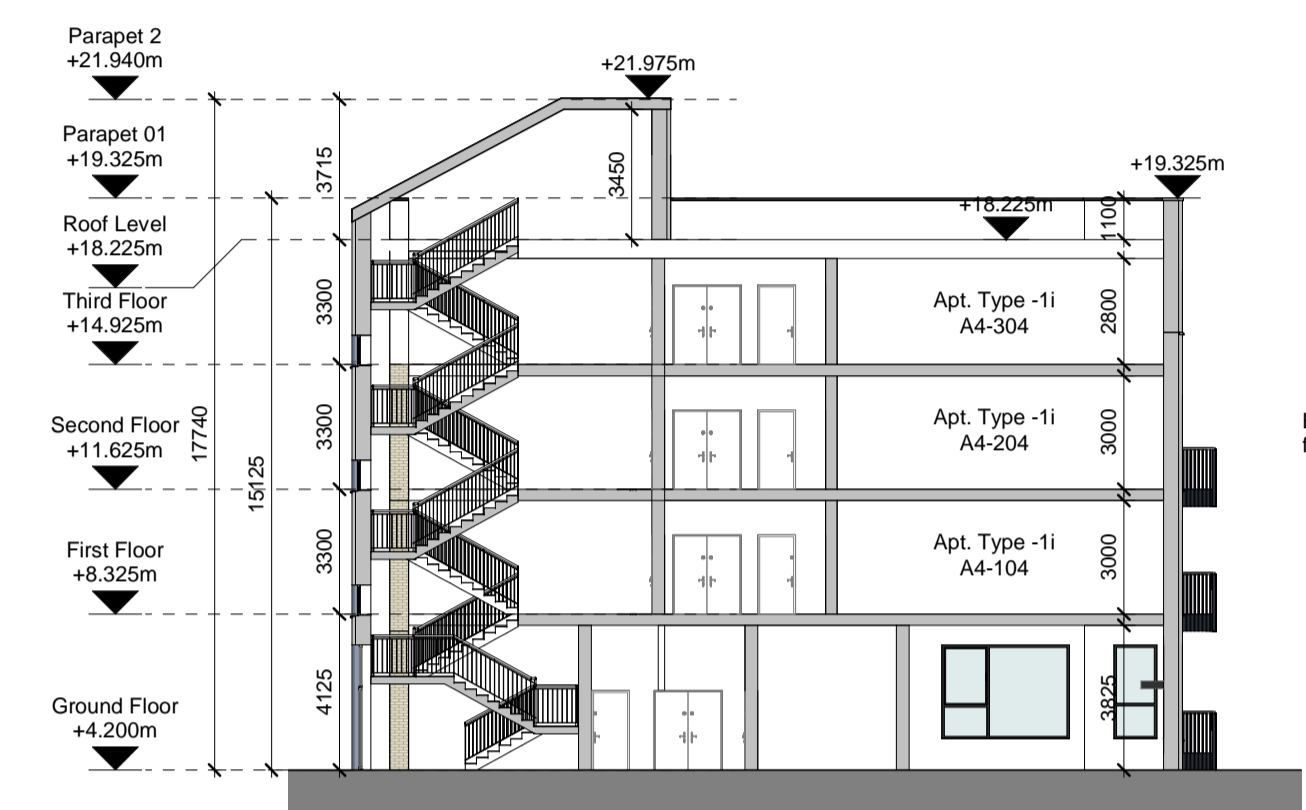 Parapet 2
+21.940m
+21.975m
Parapet 01
+19.325m
+19.325m
3715
3450
Roof Level
+18.225m
+18.225m
1100
Third Floor
+14.925m
3300
Apt. Type -1i
A4-304
2800
Second Floor
+11.625m
17740
15125
3300
Apt. Type -1i
A4-204
3000
First Floor
+8.325m
3300
Apt. Type -1i
A4-104
3000
Ground Floor
+4.200m
4125
3825